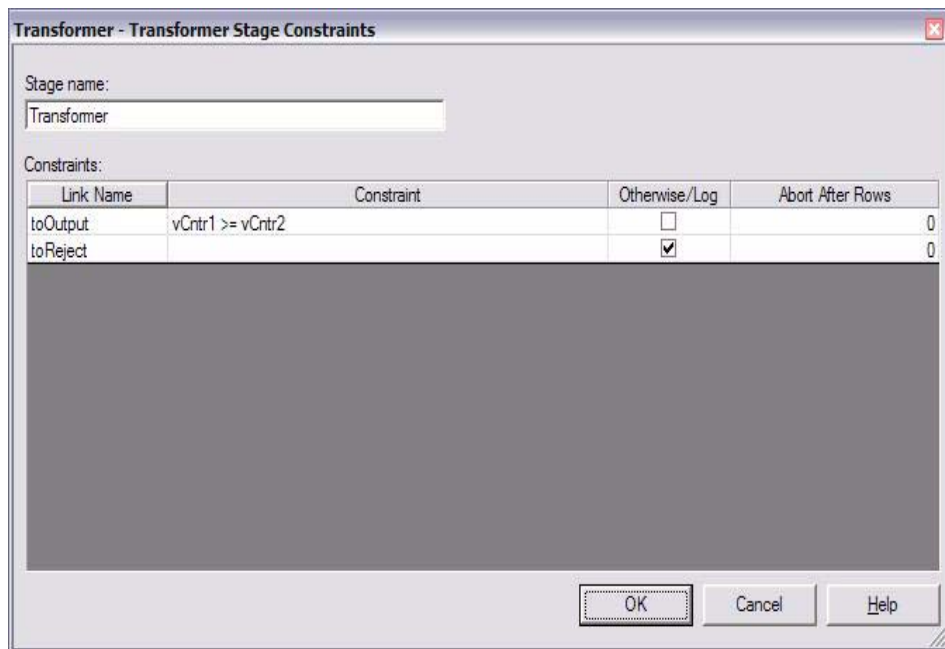 Transformer - Transformer Stage Constraints
Stage name:
Transformer
Constraints:
Link Name Constraint Otherwise/Log Abort After Rows
toOutput vCntr1 >= vCntr2 0
toReject 0
OK Cancel Help